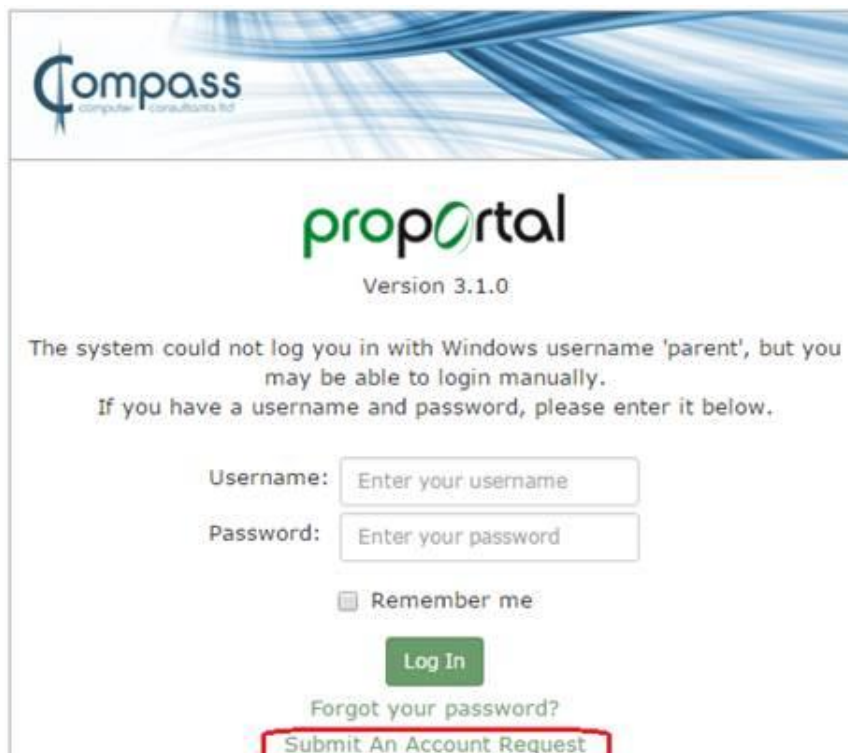 Compass
computer consultants ltd
proportal
Version 3.1.0
The system could not log you in with Windows username 'parent', but you
may be able to login manually.
If you have a username and password, please enter it below.
Username: Enter your username
Password: Enter your password
Remember me
Log In
Forgot your password?
Submit An Account Request